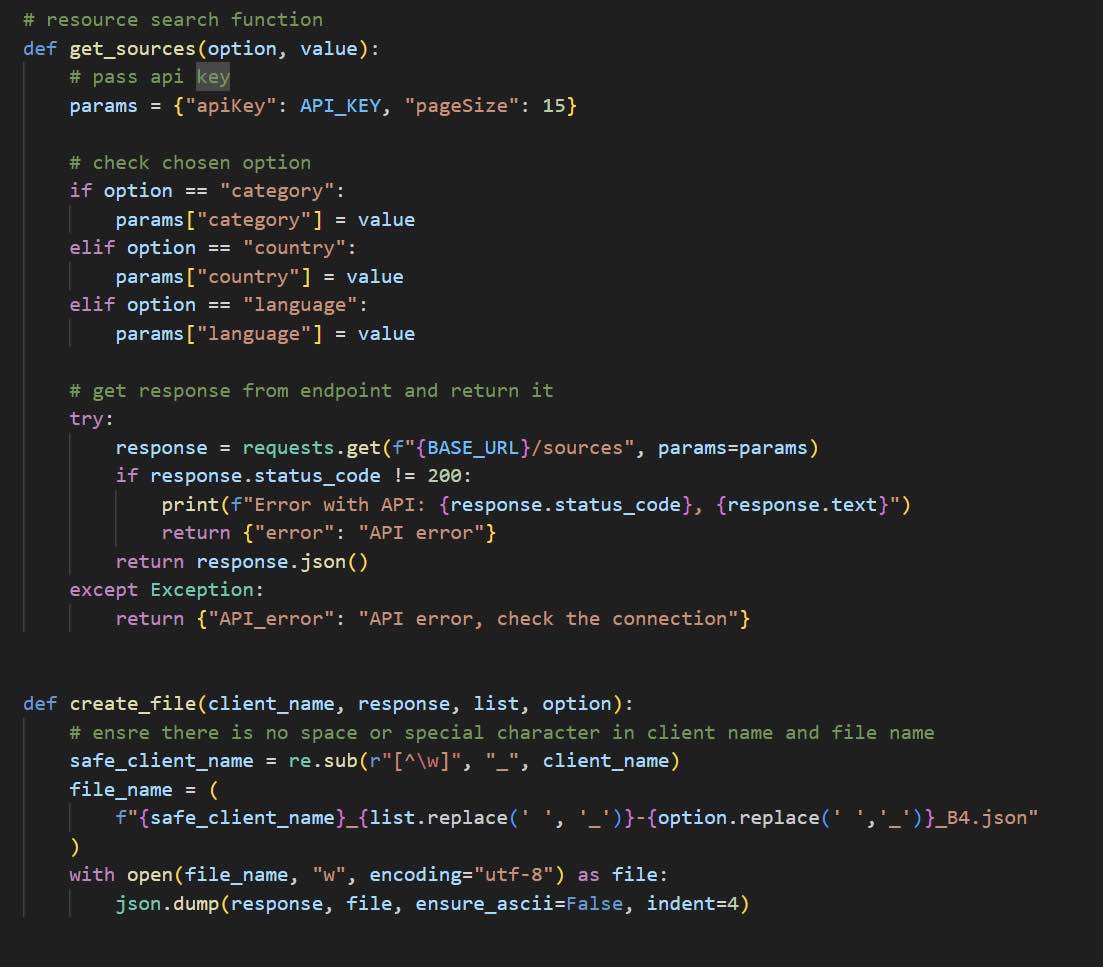 # resource search function
def get_sources(option, value):
    # pass api key
    params = {"apiKey": API_KEY, "pageSize": 15}

    # check chosen option
    if option == "category":
        params["category"] = value
    elif option == "country":
        params["country"] = value
    elif option == "language":
        params["language"] = value

    # get response from endpoint and return it
    try:
        response = requests.get(f"{BASE_URL}/sources", params=params)
        if response.status_code != 200:
            print(f"Error with API: {response.status_code}, {response.text}")
            return {"error": "API error"}
        return response.json()
    except Exception:
        return {"API_error": "API error, check the connection"}


def create_file(client_name, response, list, option):
    # ensre there is no space or special character in client name and file name
    safe_client_name = re.sub(r"[^\w]", "_", client_name)
    file_name = (
        f"{safe_client_name}_{list.replace(' ', '_')}-{option.replace(' ','_')}_B4.json"
    )
    with open(file_name, "w", encoding="utf-8") as file:
        json.dump(response, file, ensure_ascii=False, indent=4)